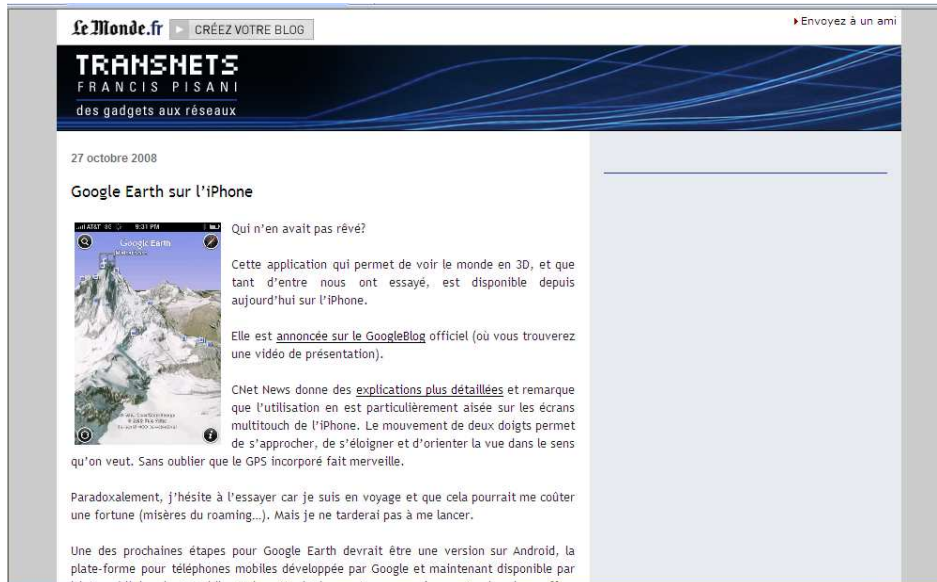 Le Monde.fr CRÉEZ VOTRE BLOG
Envoyez à un ami
TRANSNETS
FRANCIS PISANI
des gadgets aux réseaux
27 octobre 2008
Google Earth sur l'iPhone
AT&T 9:31 PM
Google Earth
Qui n'en avait pas rêvé?
Cette application qui permet de voir le monde en 3D, et que
tant d'entre nous ont essayé, est disponible depuis
aujourd'hui sur l'iPhone.
Elle est annoncée sur le GoogleBlog officiel (où vous trouverez
une vidéo de présentation).
CNet News donne des explications plus détaillées et remarque
que l'utilisation en est particulièrement aisée sur les écrans
multitouch de l'iPhone. Le mouvement de deux doigts permet
de s'approcher, de s'éloigner et d'orienter la vue dans le sens
qu'on veut. Sans oublier que le GPS incorporé fait merveille.
Paradoxalement, j'hésite à l'essayer car je suis en voyage et que cela pourrait me coûter
une fortune (misères du roaming…). Mais je ne tarderai pas à me lancer.
Une des prochaines étapes pour Google Earth devrait être une version sur Android, la
plate-forme pour téléphones mobiles développée par Google et maintenant disponible par